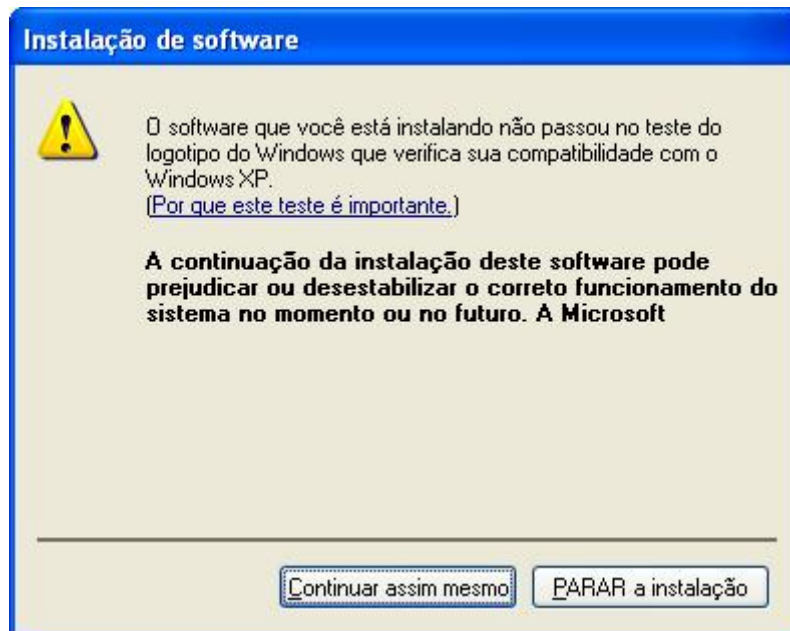 Instalação de software
O software que você está instalando não passou no teste do
logotipo do Windows que verifica sua compatibilidade com o
Windows XP.
(Por que este teste é importante.)
A continuação da instalação deste software pode
prejudicar ou desestabilizar o correto funcionamento do
sistema no momento ou no futuro. A Microsoft
Continuar assim mesmo
PARAR a instalação